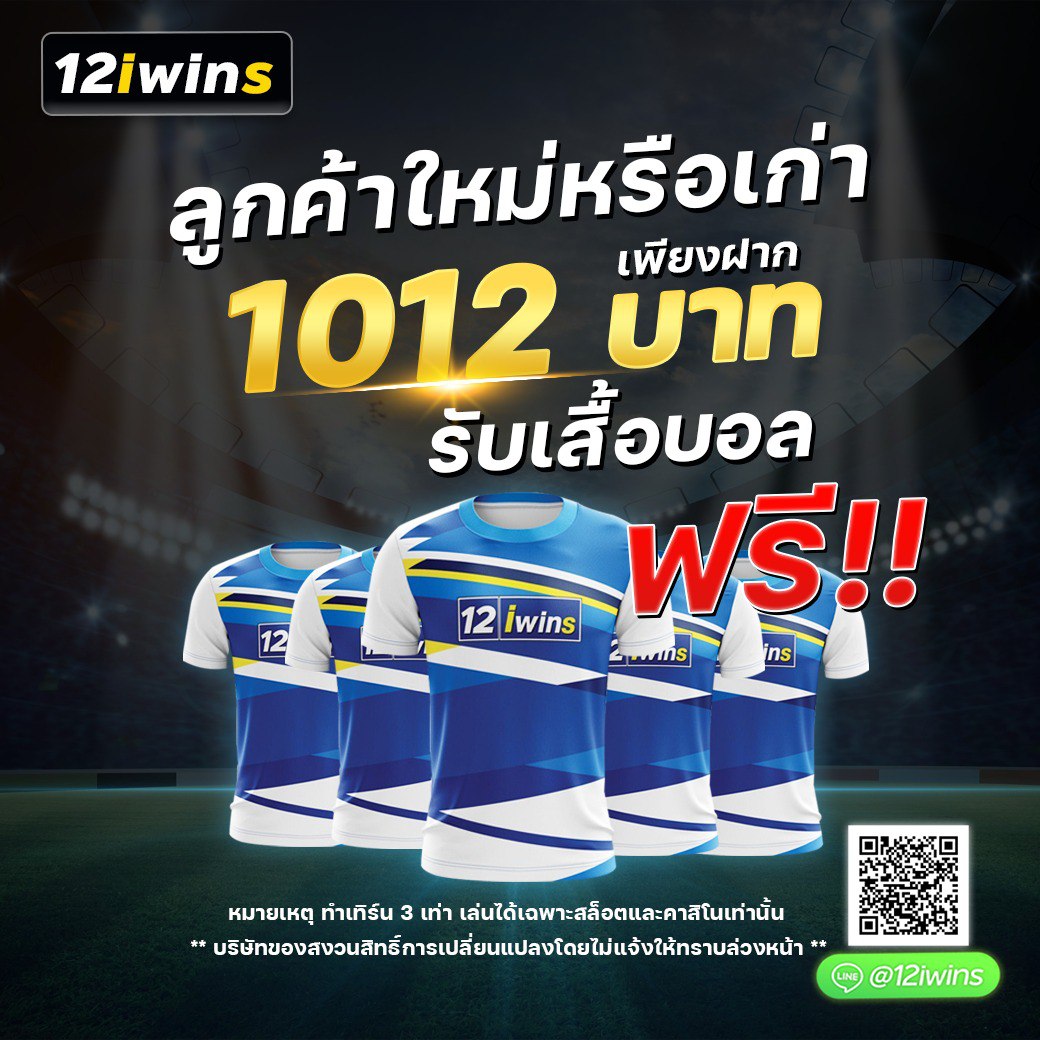 12iwins
ลูกค้าใหม่หรือเก่า
เพียงฝาก
1012 บาท
รับเสื้อบอล
ฟรี!!
12 iwins
12 iwins
12 iwins
หมายเหตุ ทำเทิร์น 3 เท่า เล่นได้เฉพาะสล็อตและคาสิโนเท่านั้น
** บริษัทของสงวนสิทธิ์การเปลี่ยนแปลงโดยไม่แจ้งให้ทราบล่วงหน้า **
LINE @12iwins